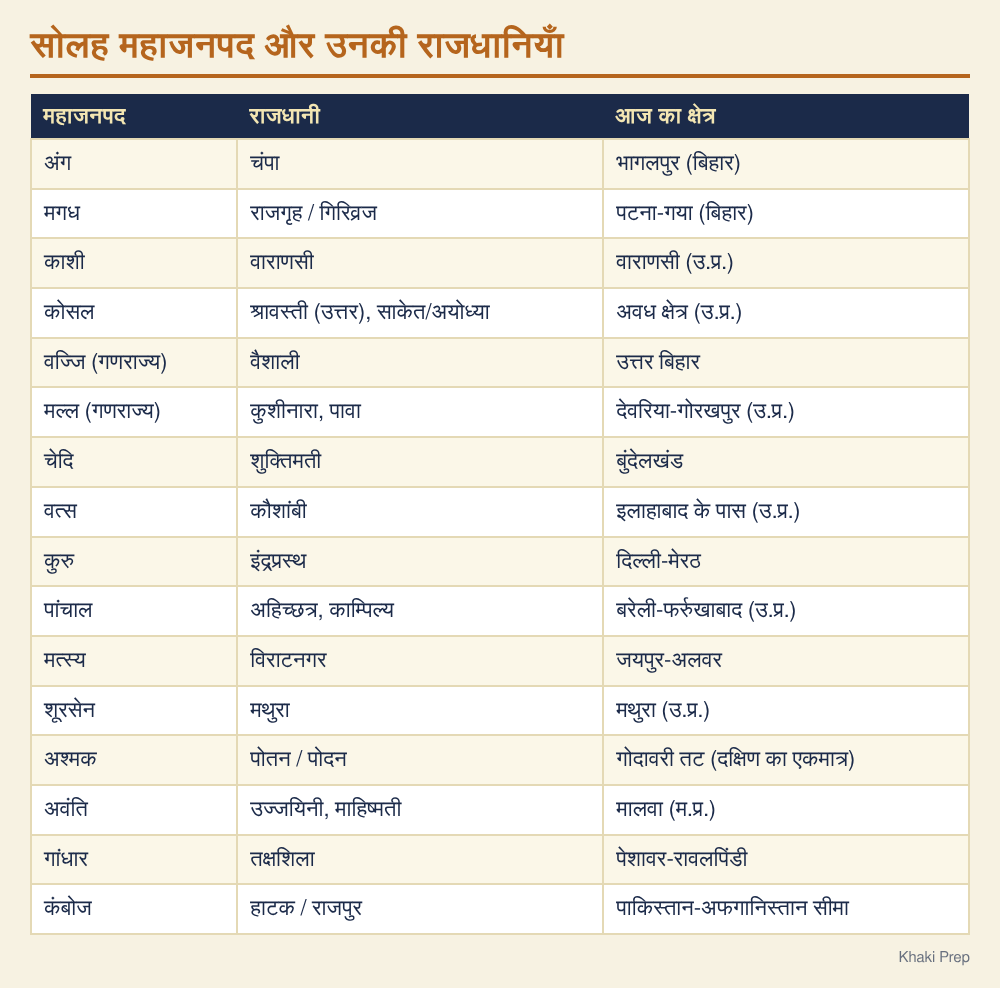 सोलह महाजनपद और उनकी राजधानियाँ
महाजनपद राजधानी आज का क्षेत्र
अंग चंपा भागलपुर (बिहार)
मगध राजगृह / गिरिव्रज पटना-गया (बिहार)
काशी वाराणसी वाराणसी (उ.प्र.)
कोसल श्रावस्ती (उत्तर), साकेत/अयोध्या अवध क्षेत्र (उ.प्र.)
वज्जि (गणराज्य) वैशाली उत्तर बिहार
मल्ल (गणराज्य) कुशीनारा, पावा देवरिया-गोरखपुर (उ.प्र.)
चेदि शुक्तिमती बुंदेलखंड
वत्स कौशांबी इलाहाबाद के पास (उ.प्र.)
कुरु इंद्रप्रस्थ दिल्ली-मेरठ
पांचाल अहिच्छत्र, काम्पिल्य बरेली-फर्रुखाबाद (उ.प्र.)
मत्स्य विराटनगर जयपुर-अलवर
शूरसेन मथुरा मथुरा (उ.प्र.)
अश्मक पोतन / पोदन गोदावरी तट (दक्षिण का एकमात्र)
अवंति उज्जयिनी, माहिष्मती मालवा (म.प्र.)
गांधार तक्षशिला पेशावर-रावलपिंडी
कंबोज हाटक / राजपुर पाकिस्तान-अफगानिस्तान सीमा
Khaki Prep